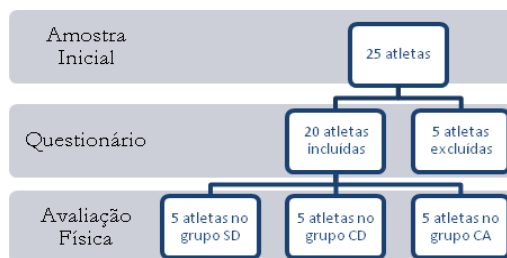 Amostra
Inicial
25 atletas
Questionário
20 atletas
incluídas
5 atletas
excluídas
Avaliação
Física
5 atletas no
grupo SD
5 atletas no
grupo CD
5 atletas no
grupo CA